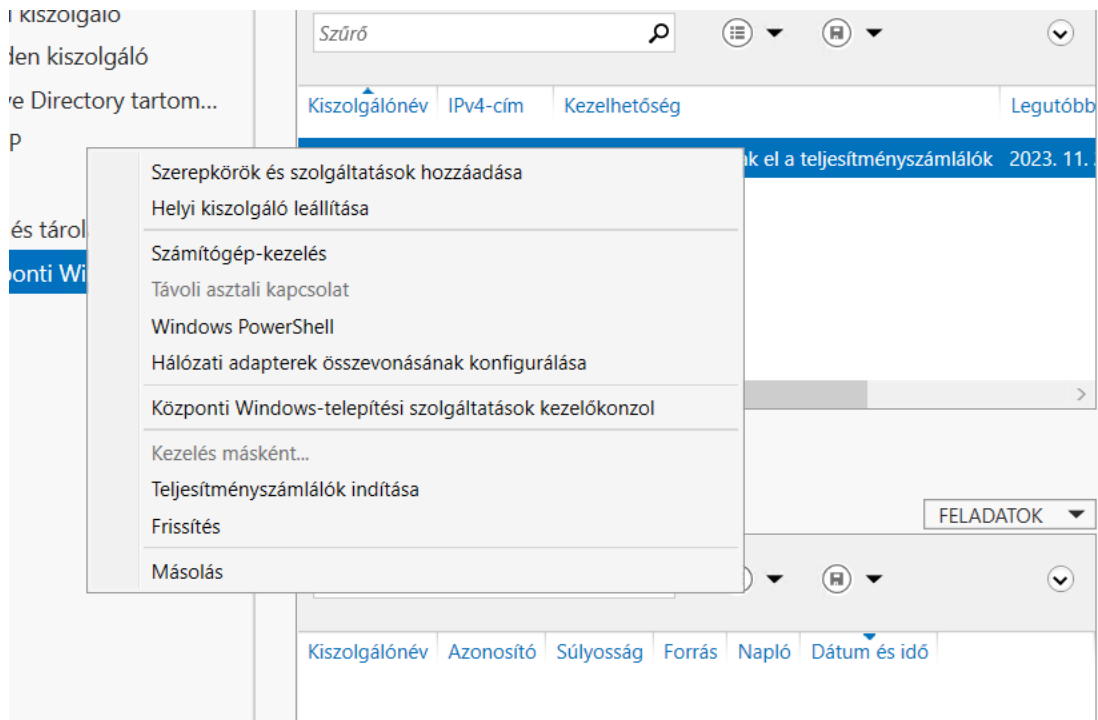 kiszolgáló
den kiszolgáló
ve Directory tartom...
P
és tárol
ponti Wi
Szűrő
Kiszolgálónév IPv4-cím Kezelhetőség Legutóbb
k el a teljesítményszámlálók 2023. 11.
Szerepkörök és szolgáltatások hozzáadása
Helyi kiszolgáló leállítása
Számítógép-kezelés
Távoli asztali kapcsolat
Windows PowerShell
Hálózati adapterek összevonásának konfigurálása
Központi Windows-telepítési szolgáltatások kezelőkonzol
Kezelés másként...
Teljesítményszámlálók indítása
Frissítés
Másolás
FELADATOK
Kiszolgálónév Azonosító Súlyosság Forrás Napló Dátum és idő